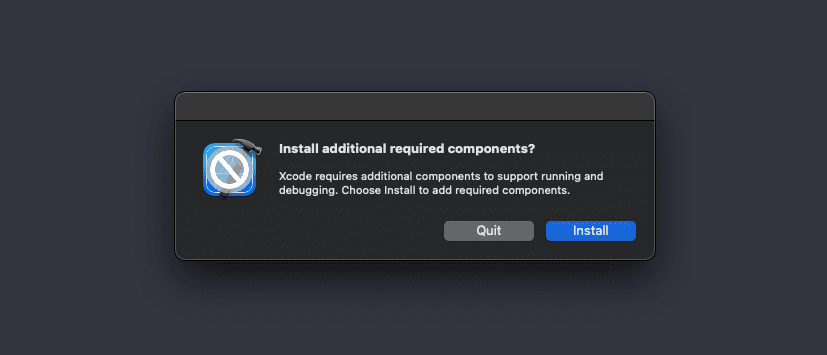 Install additional required components?
Xcode requires additional components to support running and
debugging. Choose Install to add required components.
Quit
Install